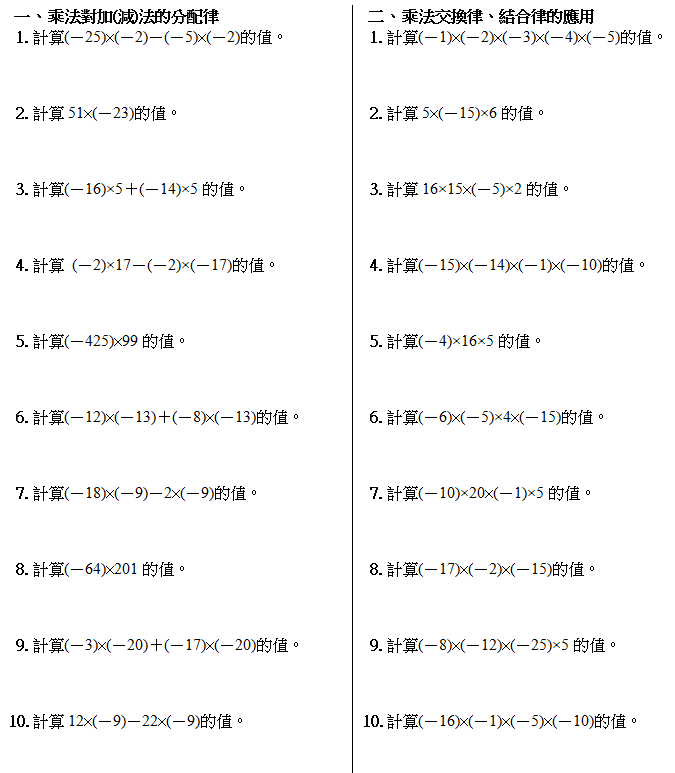 一、乘法對加(減)法的分配律
1. 計算(－25)×(－2)－(－5)×(－2)的值。
2. 計算 51×(－23)的值。
3. 計算(－16)×5＋(－14)×5 的值。
4. 計算 (－2)×17－(－2)×(－17)的值。
5. 計算(－425)×99 的值。
6. 計算(－12)×(－13)＋(－8)×(－13)的值。
7. 計算(－18)×(－9)－2×(－9)的值。
8. 計算(－64)×201 的值。
9. 計算(－3)×(－20)＋(－17)×(－20)的值。
10. 計算 12×(－9)－22×(－9)的值。
二、乘法交換律、結合律的應用
1. 計算(－1)×(－2)×(－3)×(－4)×(－5)的值。
2. 計算 5×(－15)×6 的值。
3. 計算 16×15×(－5)×2 的值。
4. 計算(－15)×(－14)×(－1)×(－10)的值。
5. 計算(－4)×16×5 的值。
6. 計算(－6)×(－5)×4×(－15)的值。
7. 計算(－10)×20×(－1)×5 的值。
8. 計算(－17)×(－2)×(－15)的值。
9. 計算(－8)×(－12)×(－25)×5 的值。
10. 計算(－16)×(－1)×(－5)×(－10)的值。